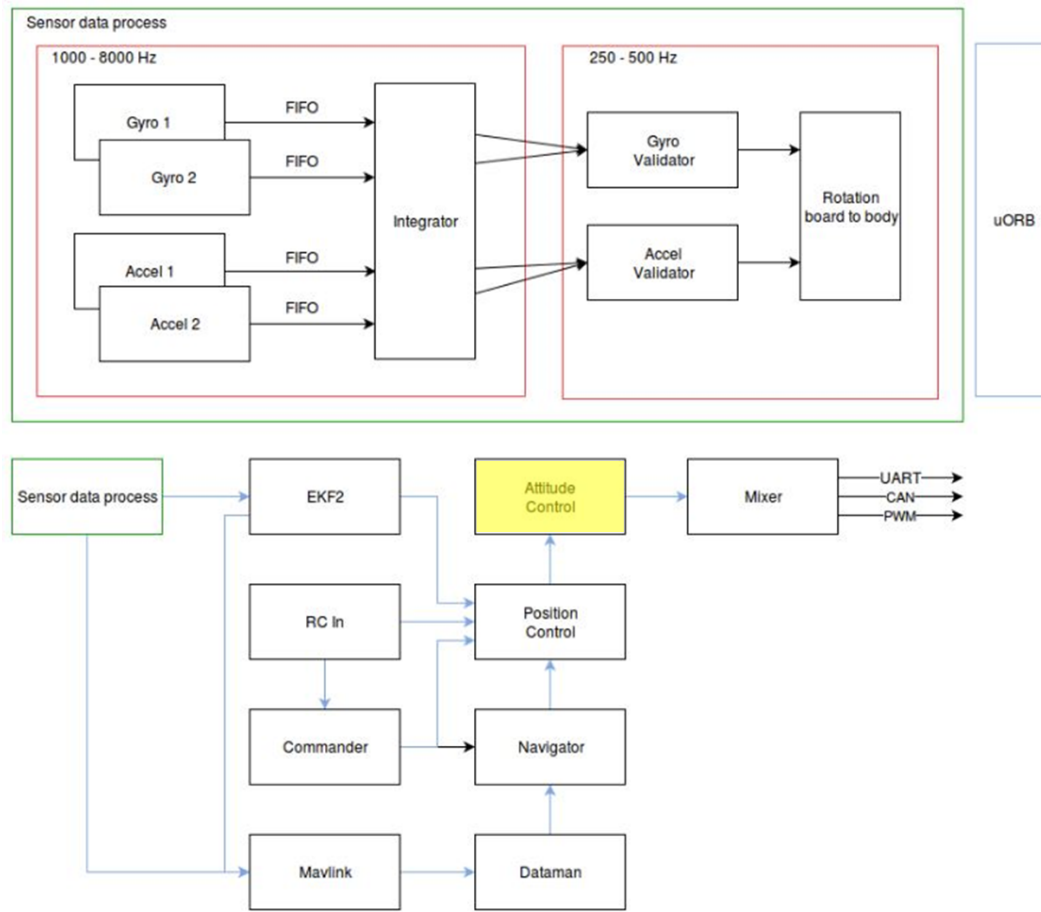 Sensor data process
1000 - 8000 Hz
250 - 500 Hz
Gyro 1
FIFO
Gyro 2
FIFO
Accel 1
FIFO
Accel 2
FIFO
Integrator
Gyro
Validator
Accel
Validator
Rotation
board to body
uORB
Sensor data process
EKF2
Attitude
Control
Mixer
UART
CAN
PWM
RC In
Position
Control
Commander
Navigator
Mavlink
Dataman